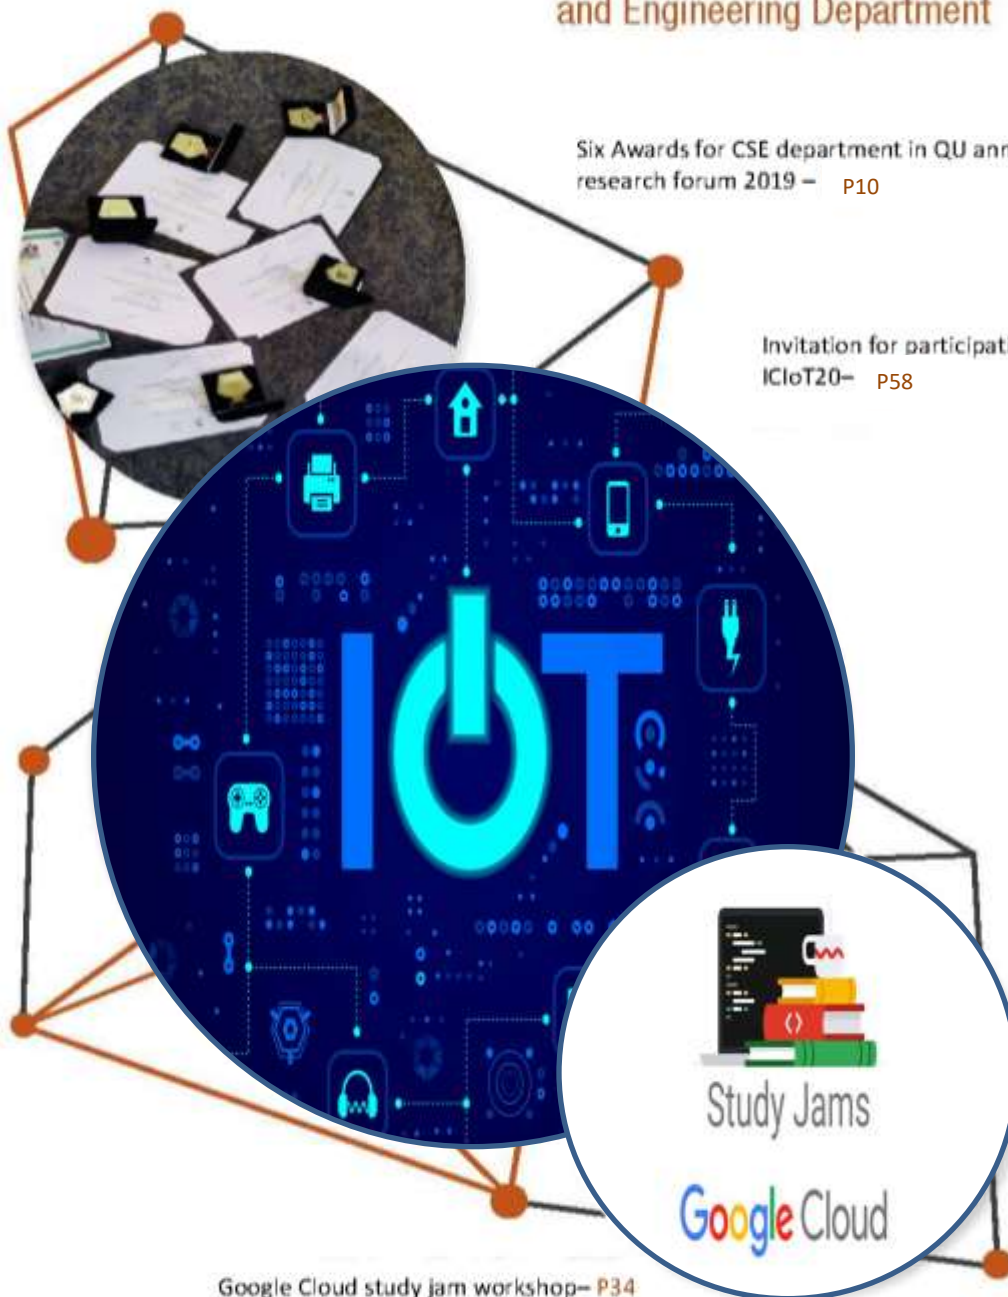 and Engineering Department
Six Awards for CSE department in QU ann
research forum 2019 – P10
Invitation for participati
ICIoT20– P58
IOT
Study Jams
Google Cloud
Google Cloud study jam workshop– P34